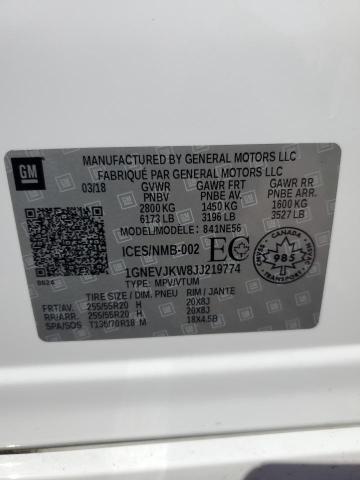 GM
MANUFACTURED BY GENERAL MOTORS LLC
FABRIQUÉ PAR GENERAL MOTORS LLC
03/18 GVWR GAWR FRT GAWR RR
PNBV PNBE AV. PNBE ARR.
2800 KG 1450 KG 1600 KG
6173 LB 3196 LB 3527 LB
MODEL/MODÈLE: 841NE56
ICES/NMB-002 EC
1GNEVJKW8JJ219774
TYPE: MPV/VTUM
TIRE SIZE / DIM. PNEU RIM / JANTE
FRT/AV. 255/55R20 H 20X8J
RR/ARR. 255/55R20 H 20X8J
SPA/SOS T135/70R18 M 18X4.5B
985